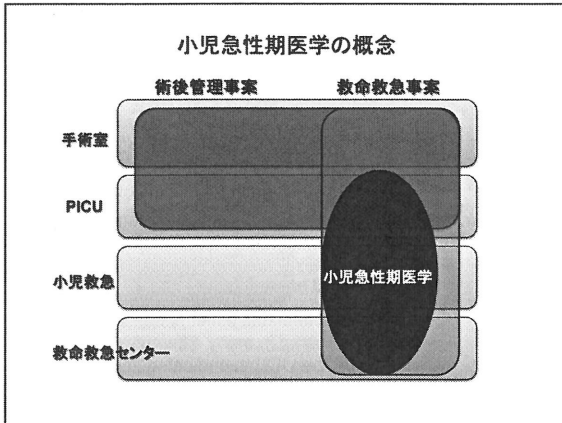 小児急性期医学の概念
術後管理事案 救命救急事案
手術室
PICU
小児救急
小児急性期医学
救命救急センター